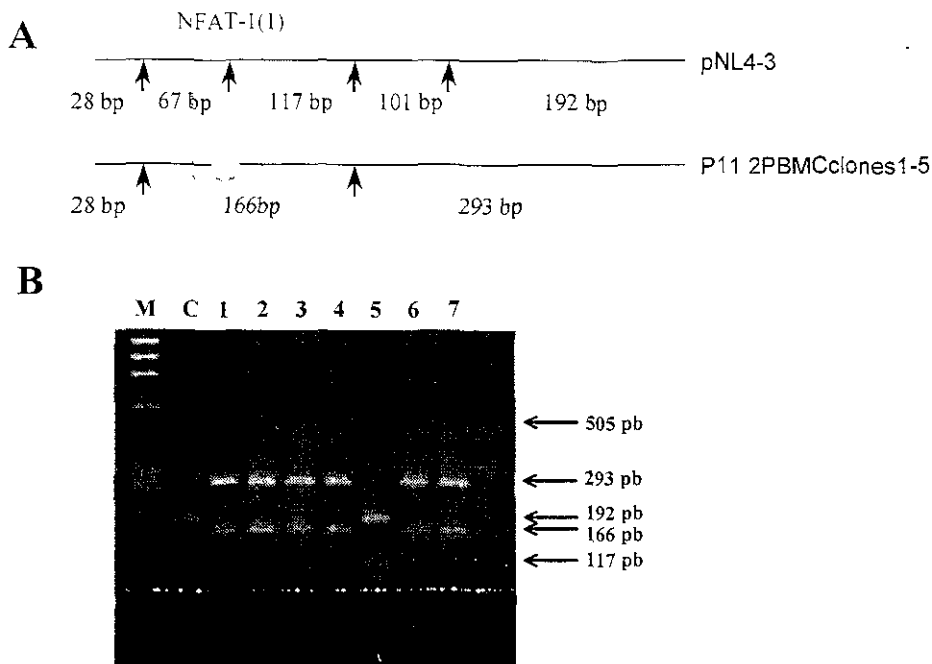 A
NFAT-I(1)
pNL4-3
28 bp 67 bp 117 bp 101 bp 192 bp
P11 2PBMCclones1-5
28 bp 166bp 293 bp
B
M C 1 2 3 4 5 6 7
505 pb
293 pb
192 pb
166 pb
117 pb